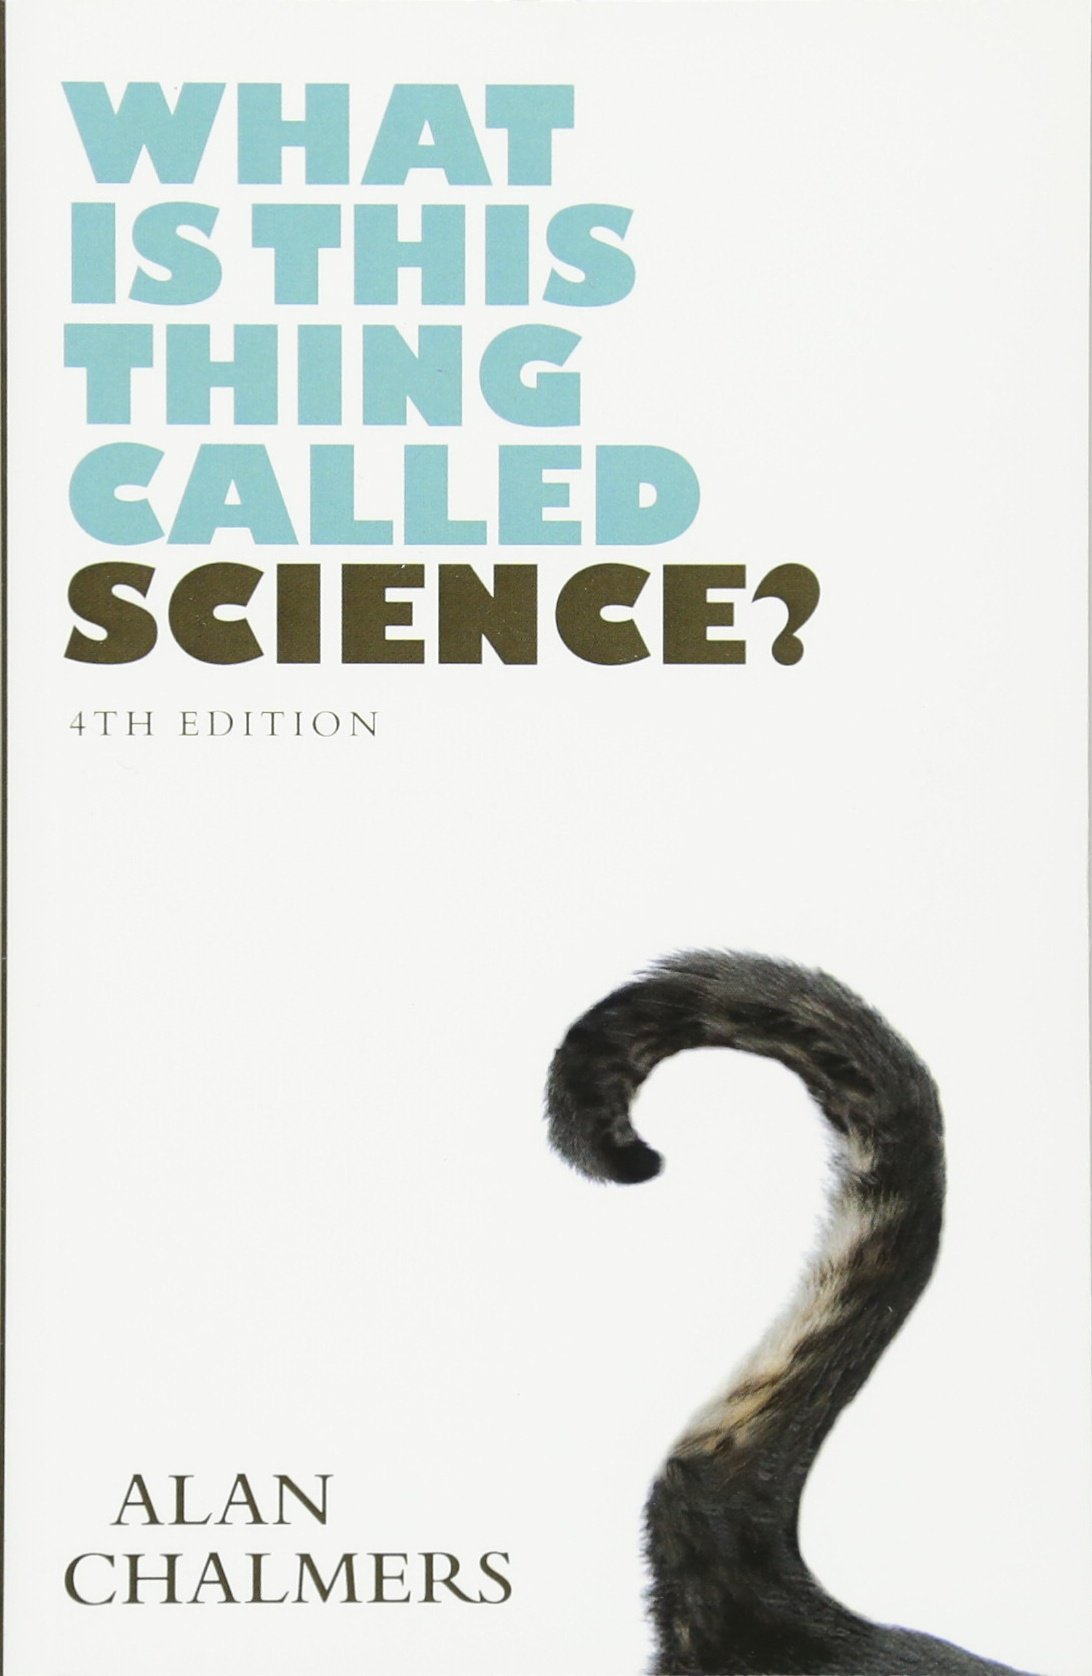 WHAT
IS THIS
THING
CALLED
SCIENCE?
4TH EDITION
ALAN
CHALMERS